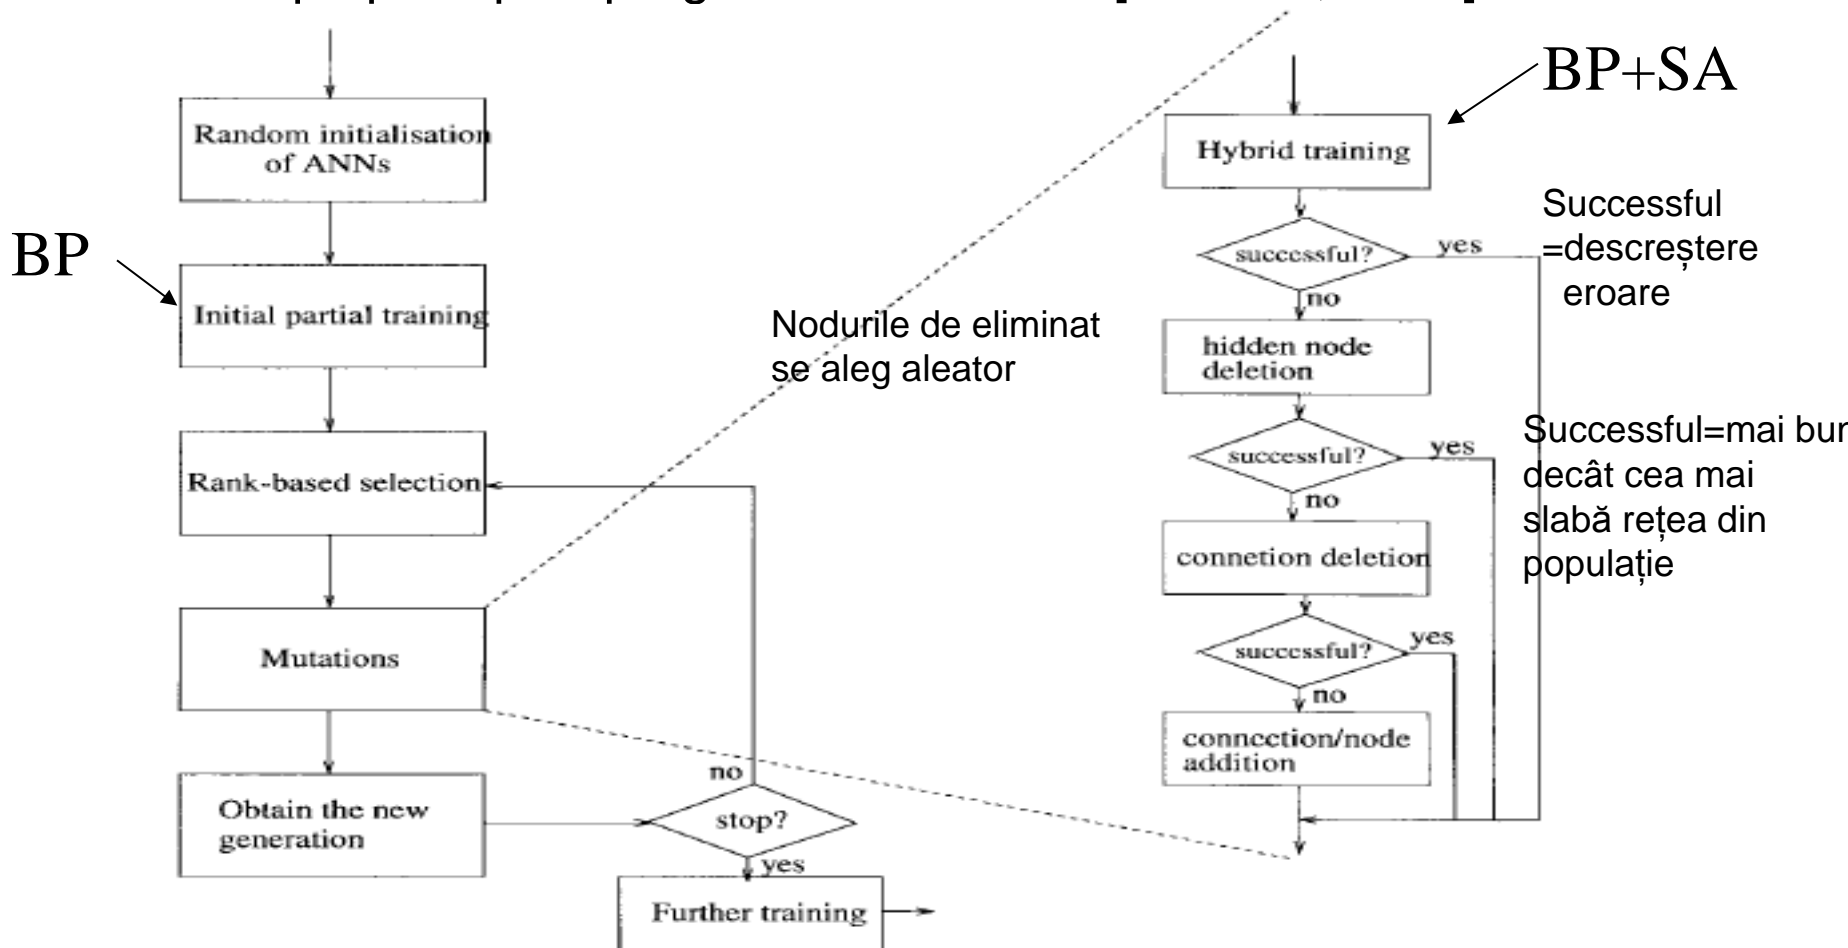 Random initialisation
of ANNs
BP
Initial partial training
Rank-based selection
Mutations
Obtain the new
generation
no
stop?
yes
Further training
Nodurile de eliminat
se aleg aleator
BP+SA
Hybrid training
successful?
yes
no
Successful
=descreștere
eroare
hidden node
deletion
successful?
yes
no
Successful=mai bun
decât cea mai
slabă rețea din
populație
connetion deletion
successful?
yes
no
connection/node
addition